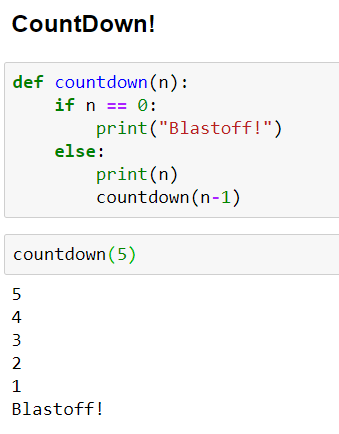 CountDown!
def countdown(n):
    if n == 0:
        print("Blastoff!")
    else:
        print(n)
        countdown(n-1)
countdown(5)
5
4
3
2
1
Blastoff!